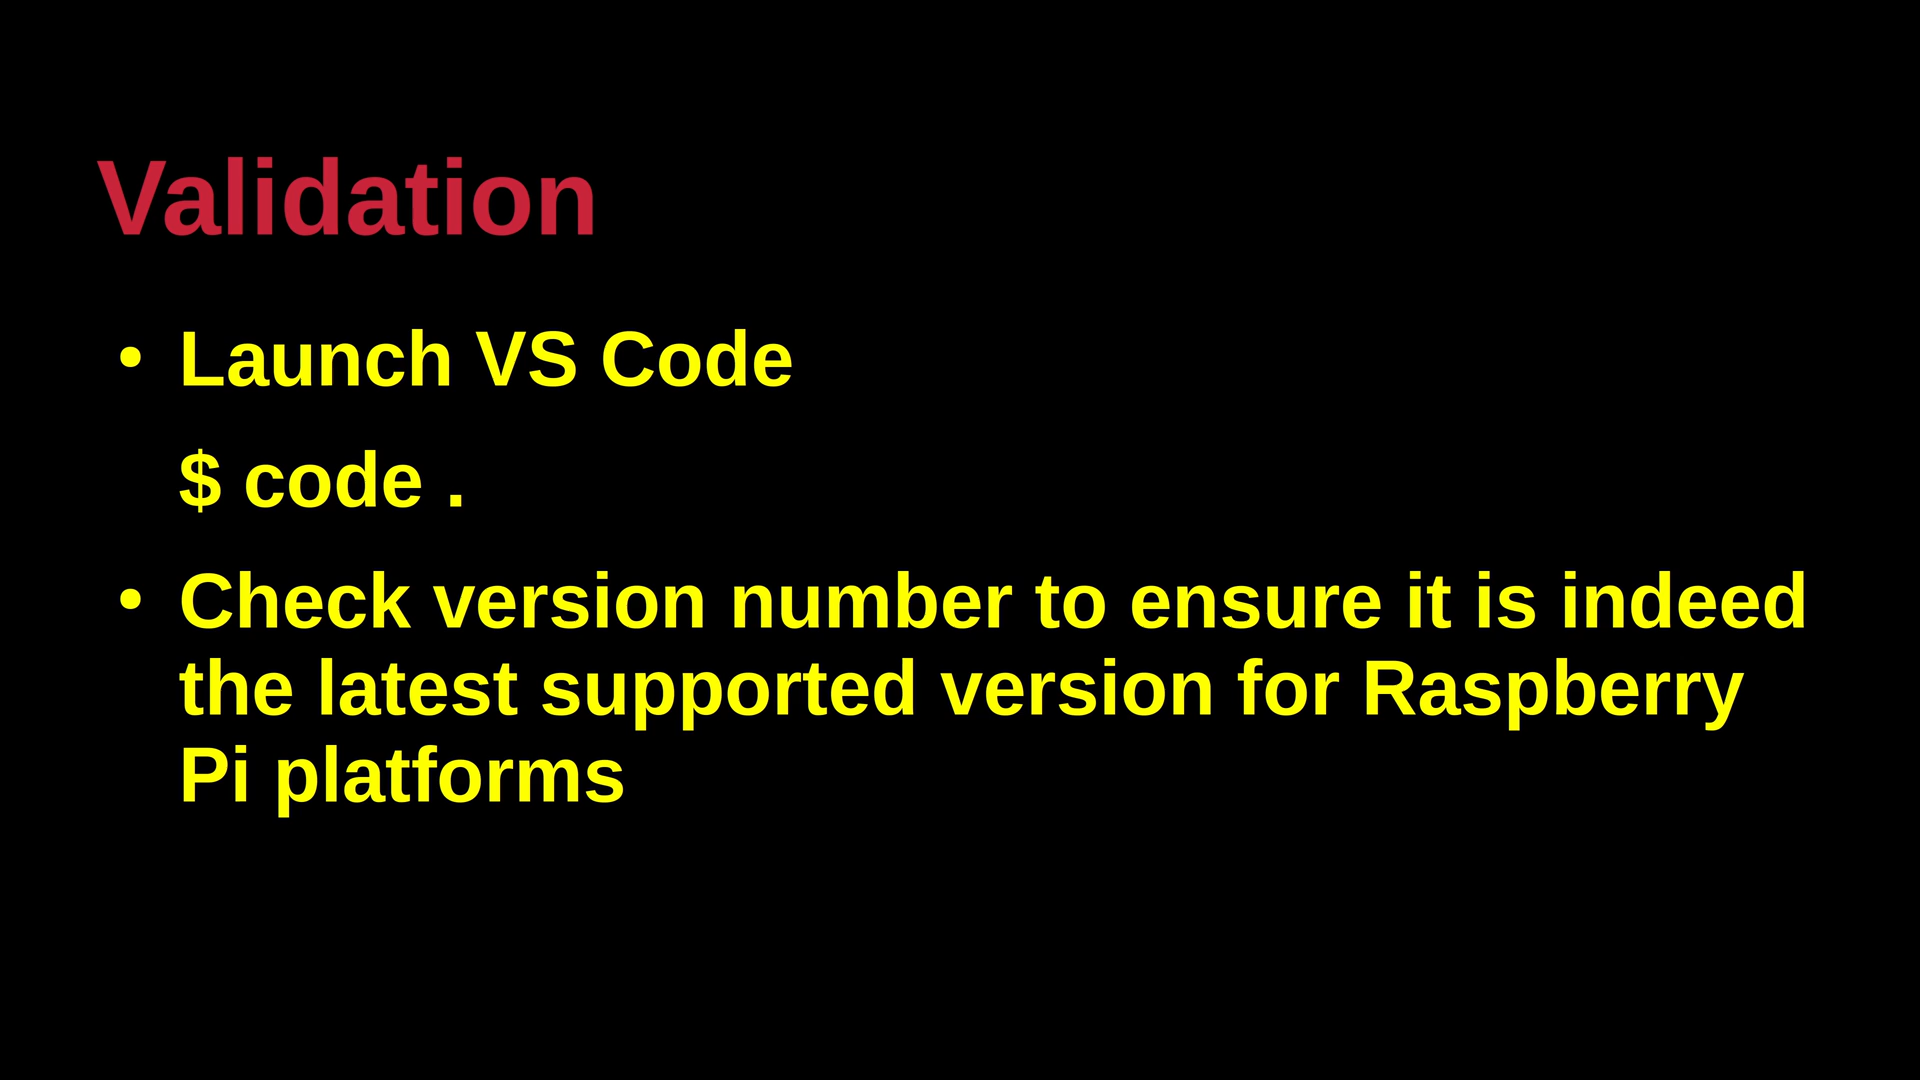 Validation
• Launch VS Code
$ code .
• Check version number to ensure it is indeed
the latest supported version for Raspberry
Pi platforms